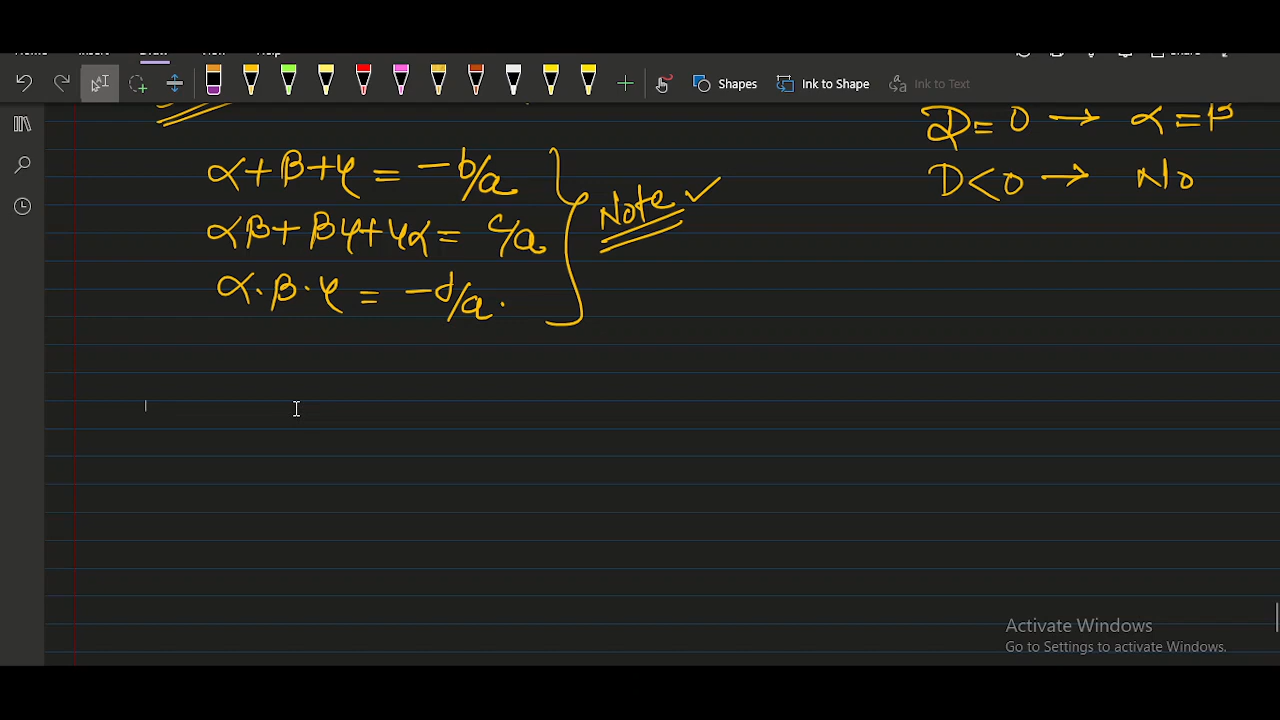 Ink to Shape
Shapes
Ink to Text
D = 0 → α = β
D < 0 → No
α + β + γ = -b/a
αβ + βγ + γα = c/a
α · β · γ = -d/a .
Note ✓
Activate Windows
Go to Settings to activate Windows.